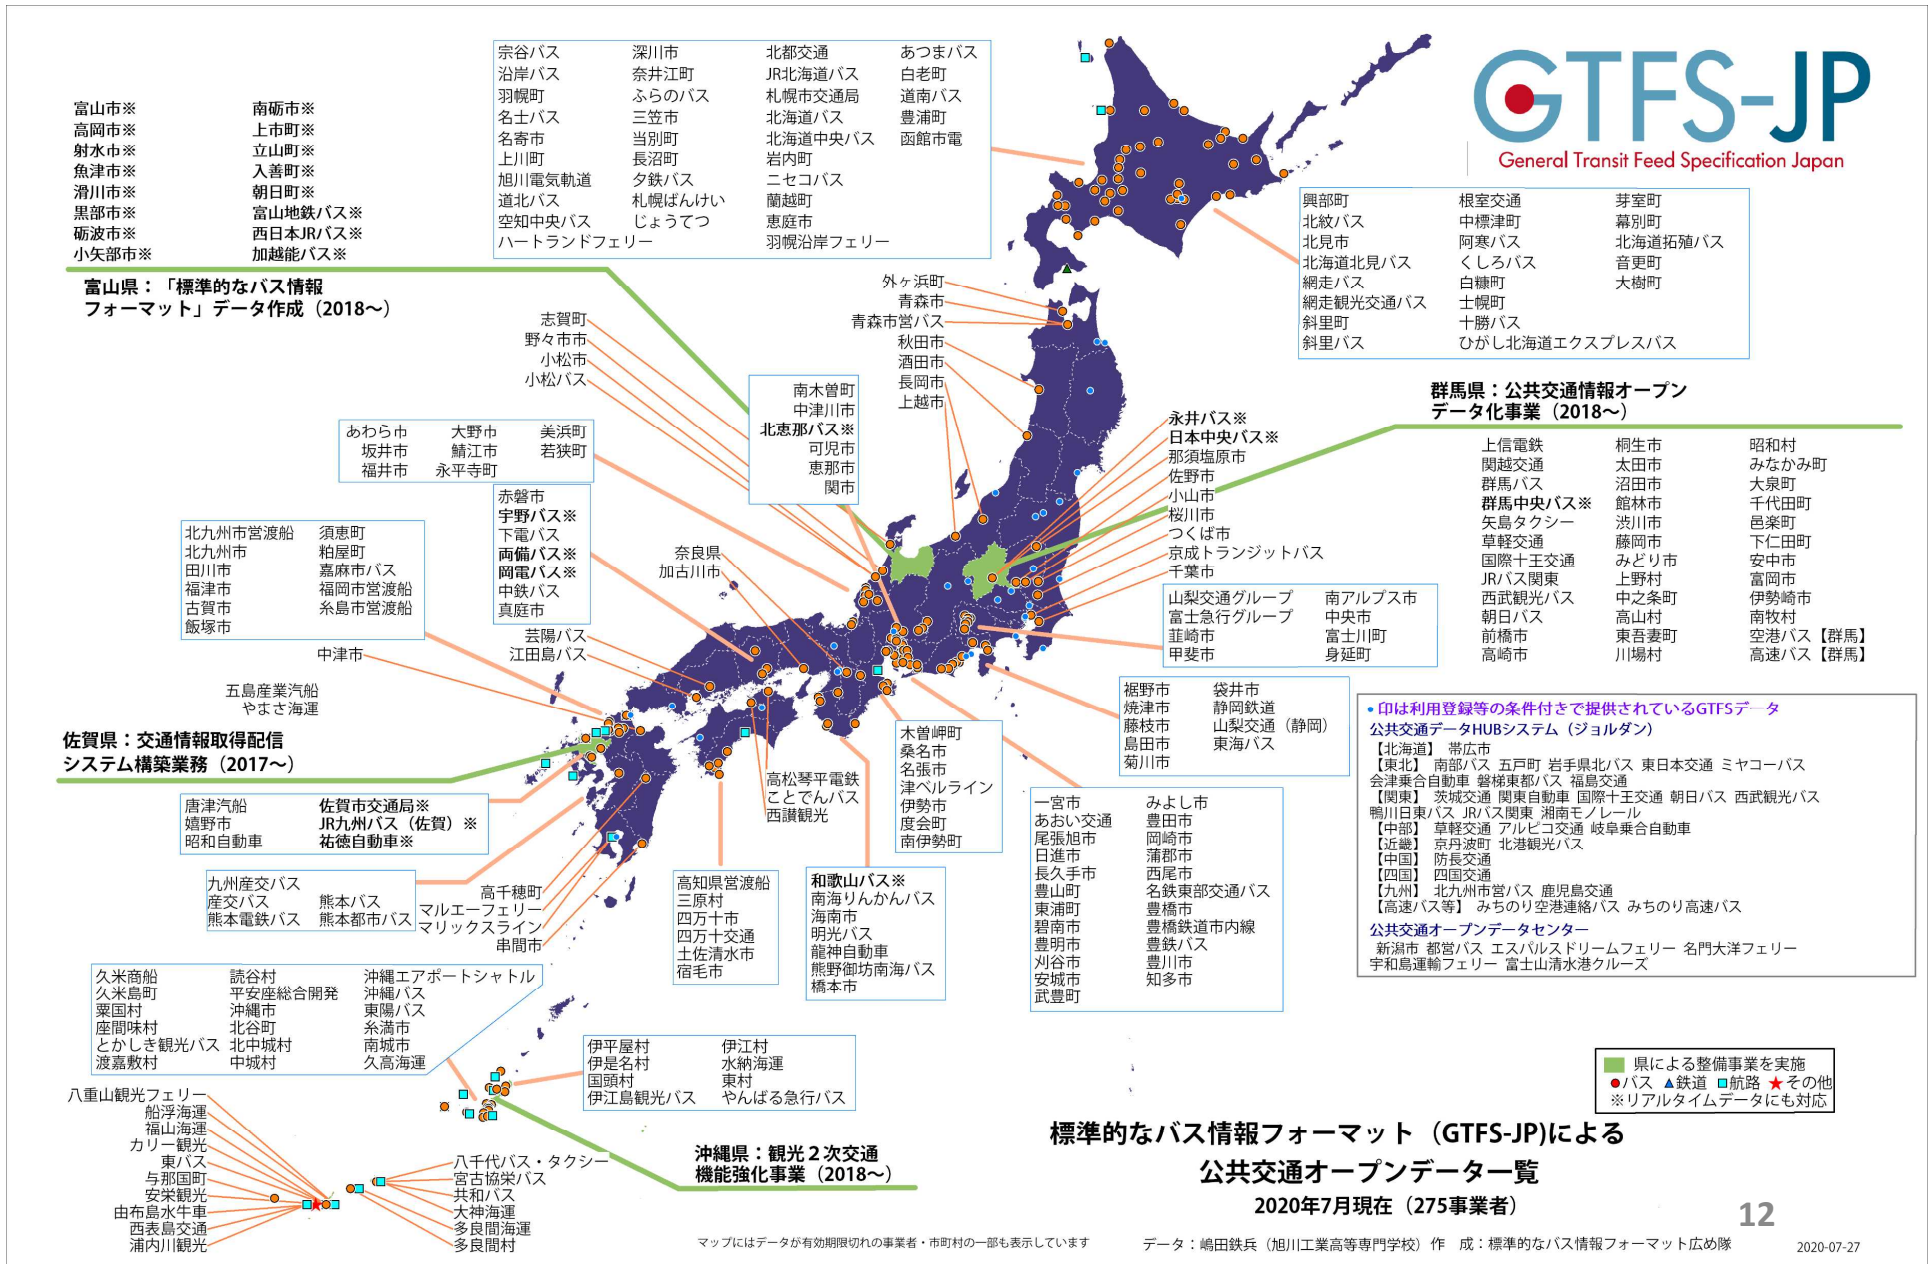 GTFS-JP
General Transit Feed Specification Japan
富山市※ 南砺市※
高岡市※ 上市町※
射水市※ 立山町※
魚津市※ 入善町※
滑川市※ 朝日町※
黒部市※ 富山地鉄バス※
砺波市※ 西日本JRバス※
小矢部市※ 加越能バス※
富山県：「標準的なバス情報
フォーマット」データ作成（2018〜）
宗谷バス 深川市 北都交通 あつまバス
沿岸バス 奈井江町 JR北海道バス 白老町
羽幌町 ふらのバス 札幌市交通局 道南バス
名士バス 三笠市 北海道バス 豊浦町
名寄市 当別町 北海道中央バス 函館市電
上川町 長沼町 岩内町
旭川電気軌道 夕鉄バス ニセコバス
道北バス 札幌ばんけい 蘭越町
空知中央バス じょうてつ 恵庭市
ハートランドフェリー 羽幌沿岸フェリー
興部町 根室交通 芽室町
北紋バス 中標津町 幕別町
北見市 阿寒バス 北海道拓殖バス
北海道北見バス くしろバス 音更町
網走バス 白糠町 大樹町
網走観光交通バス 士幌町
斜里町 十勝バス
斜里バス ひがし北海道エクスプレスバス
外ヶ浜町
青森市
青森市営バス
秋田市
酒田市
長岡市
上越市
志賀町
野々市市
小松市
小松バス
南木曽町
中津川市
北恵那バス※
可児市
恵那市
関市
あわら市 大野市 美浜町
坂井市 鯖江市 若狭町
福井市 永平寺町
赤磐市
宇野バス※
下電バス
両備バス※
岡電バス※
中鉄バス
真庭市
永井バス※
日本中央バス※
那須塩原市
佐野市
小山市
桜川市
つくば市
京成トランジットバス
千葉市
群馬県：公共交通情報オープン
データ化事業（2018〜）
上信電鉄 桐生市 昭和村
関越交通 太田市 みなかみ町
群馬バス 沼田市 大泉町
群馬中央バス※ 館林市 千代田町
矢島タクシー 渋川市 邑楽町
草軽交通 藤岡市 下仁田町
国際十王交通 みどり市 安中市
JRバス関東 上野村 富岡市
西武観光バス 中之条町 伊勢崎市
朝日バス 高山村 南牧村
前橋市 東吾妻町 空港バス【群馬】
高崎市 川場村 高速バス【群馬】
北九州市営渡船 須恵町
北九州市 粕屋町
田川市 嘉麻市バス
福津市 福岡市営渡船
古賀市 糸島市営渡船
飯塚市
中津市
奈良県
加古川市
芸陽バス
江田島バス
五島産業汽船
やまさ海運
佐賀県：交通情報取得配信
システム構築業務（2017〜）
唐津汽船 佐賀市交通局※
嬉野市 JR九州バス（佐賀）※
昭和自動車 祐徳自動車※
九州産交バス
産交バス 熊本バス
熊本電鉄バス 熊本都市バス
高千穂町
マルエーフェリー
マリックスライン
串間市
山梨交通グループ 南アルプス市
富士急行グループ 中央市
韮崎市 富士川町
甲斐市 身延町
裾野市 袋井市
焼津市 静岡鉄道
藤枝市 山梨交通（静岡）
島田市 東海バス
菊川市
木曽岬町
桑名市
名張市
津ベルライン
伊勢市
度会町
南伊勢町
高松琴平電鉄
ことでんバス
西讃観光
高知県営渡船
三原村
四万十市
四万十交通
土佐清水市
宿毛市
和歌山バス※
南海りんかんバス
海南市
明光バス
龍神自動車
熊野御坊南海バス
橋本市
一宮市 みよし市
あおい交通 豊田市
尾張旭市 岡崎市
日進市 蒲郡市
長久手市 西尾市
豊山町 名鉄東部交通バス
東浦町 豊橋市
碧南市 豊橋鉄道市内線
豊明市 豊鉄バス
刈谷市 豊川市
安城市 知多市
武豊町
●印は利用登録等の条件付きで提供されているGTFSデータ
公共交通データHUBシステム（ジョルダン）
【北海道】 帯広市
【東北】 南部バス 五戸町 岩手県北バス 東日本交通 ミヤコーバス
会津乗合自動車 磐梯東都バス 福島交通
【関東】 茨城交通 関東自動車 国際十王交通 朝日バス 西武観光バス
鴨川日東バス JRバス関東 湘南モノレール
【中部】 草軽交通 アルピコ交通 岐阜乗合自動車
【近畿】 京丹波町 北港観光バス
【中国】 防長交通
【四国】 四国交通
【九州】 北九州市営バス 鹿児島交通
【高速バス等】 みちのり空港連絡バス みちのり高速バス
公共交通オープンデータセンター
新潟市 都営バス エスパルスドリームフェリー 名門大洋フェリー
宇和島運輸フェリー 富士山清水港クルーズ
久米商船 読谷村 沖縄エアポートシャトル
久米島町 平安座総合開発 沖縄バス
粟国村 沖縄市 東陽バス
座間味村 北谷町 糸満市
とかしき観光バス 北中城村 南城市
渡嘉敷村 中城村 久高海運
伊平屋村 伊江村
伊是名村 水納海運
国頭村 東村
伊江島観光バス やんばる急行バス
八重山観光フェリー
船浮海運
福山海運
カリー観光
東バス
与那国町
安栄観光
由布島水牛車
西表島交通
浦内川観光
八千代バス・タクシー
宮古協栄バス
共和バス
大神海運
多良間海運
多良間村
沖縄県：観光２次交通
機能強化事業（2018〜）
県による整備事業を実施
●バス ▲鉄道 ■航路 ★その他
※リアルタイムデータにも対応
標準的なバス情報フォーマット（GTFS-JP)による
公共交通オープンデータ一覧
2020年7月現在（275事業者）
12
マップにはデータが有効期限切れの事業者・市町村の一部も表示しています
データ：嶋田鉄兵（旭川工業高等専門学校）作 成：標準的なバス情報フォーマット広め隊
2020-07-27